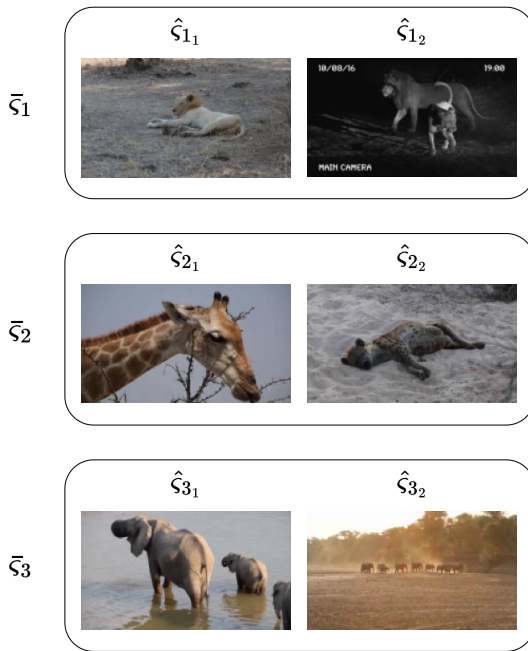 ς̂₁₁ ς̂₁₂
ς̄₁
10/08/16 19:00
MAIN CAMERA
ς̂₂₁ ς̂₂₂
ς̄₂
ς̂₃₁ ς̂₃₂
ς̄₃